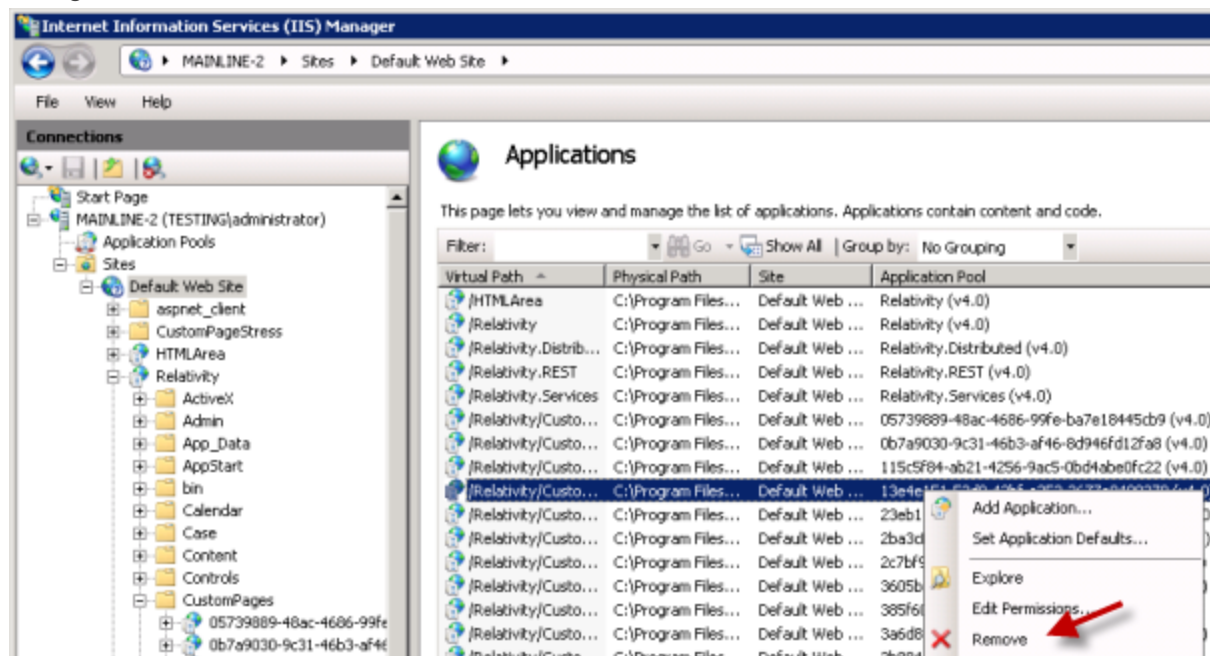 Internet Information Services (IIS) Manager
MAINLINE-2 Sites Default Web Site
File View Help
Connections
Start Page
MAINLINE-2 (TESTING\administrator)
Application Pools
Sites
Default Web Site
aspnet_client
CustomPageStress
HTMLArea
Relativity
ActiveX
Admin
App_Data
AppStart
bin
Calendar
Case
Content
Controls
CustomPages
05739889-48ac-4686-99fe
0b7a9030-9c31-46b3-af46
Applications
This page lets you view and manage the list of applications. Applications contain content and code.
Filter: Go Show All | Group by: No Grouping
Virtual Path Physical Path Site Application Pool
/HTMLArea C:\Program Files... Default Web ... Relativity (v4.0)
/Relativity C:\Program Files... Default Web ... Relativity (v4.0)
/Relativity.Distrib... C:\Program Files... Default Web ... Relativity.Distributed (v4.0)
/Relativity.REST C:\Program Files... Default Web ... Relativity.REST (v4.0)
/Relativity.Services C:\Program Files... Default Web ... Relativity.Services (v4.0)
/Relativity/Custo... C:\Program Files... Default Web ... 05739889-48ac-4686-99fe-ba7e18445cb9 (v4.0)
/Relativity/Custo... C:\Program Files... Default Web ... 0b7a9030-9c31-46b3-af46-8d946fd12fa8 (v4.0)
/Relativity/Custo... C:\Program Files... Default Web ... 115c5f84-ab21-4256-9ac5-0bd4abe0fc22 (v4.0)
/Relativity/Custo... C:\Program Files... Default Web ...
/Relativity/Custo... C:\Program Files... Default Web ... 23eb1
/Relativity/Custo... C:\Program Files... Default Web ... 2ba3d
/Relativity/Custo... C:\Program Files... Default Web ... 2c7bf9
/Relativity/Custo... C:\Program Files... Default Web ... 3605b
/Relativity/Custo... C:\Program Files... Default Web ... 385f60
/Relativity/Custo... C:\Program Files... Default Web ... 3a6d8
Add Application...
Set Application Defaults...
Explore
Edit Permissions...
Remove